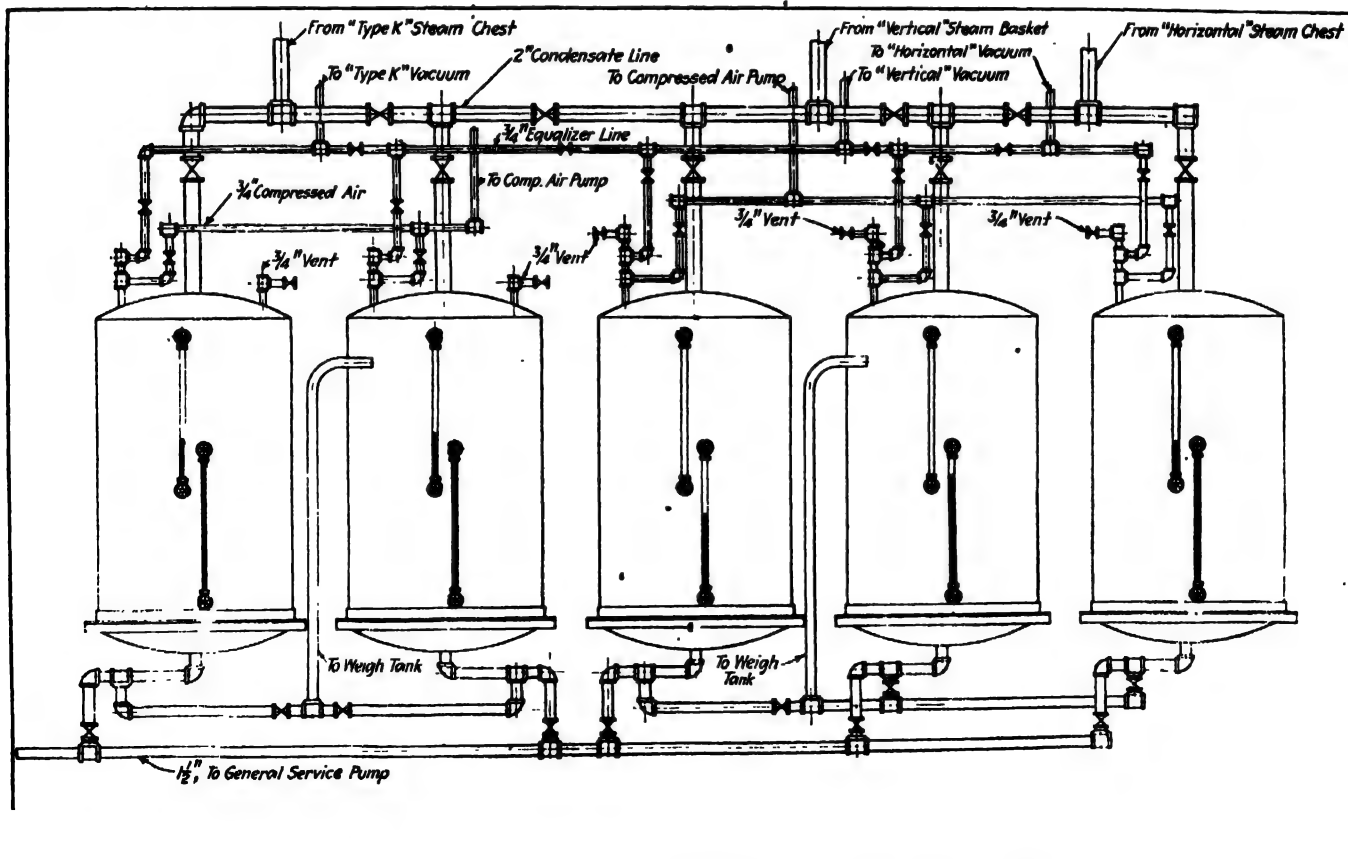 From "Type K" Steam Chest
From "Vertical" Steam Basket
From "Horizontal" Steam Chest
To "Horizontal" Vacuum
2" Condensate Line
To "Type K" Vacuum
To Compressed Air Pump
To "Vertical" Vacuum
3/4" Equalizer Line
To Comp. Air Pump
3/4" Compressed Air
3/4" Vent
3/4" Vent
3/4" Vent
3/4" Vent
To Weigh Tank
To Weigh
Tank
1 1/2", To General Service Pump